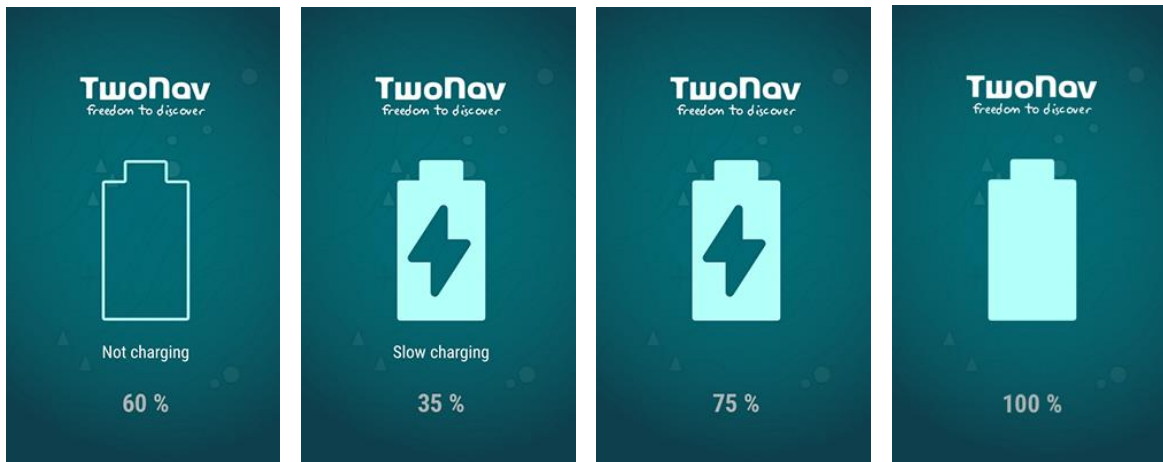 TwoNav
freedom to discover
Not charging
60 %
TwoNav
freedom to discover
Slow charging
35 %
TwoNav
freedom to discover
75 %
TwoNav
freedom to discover
100 %